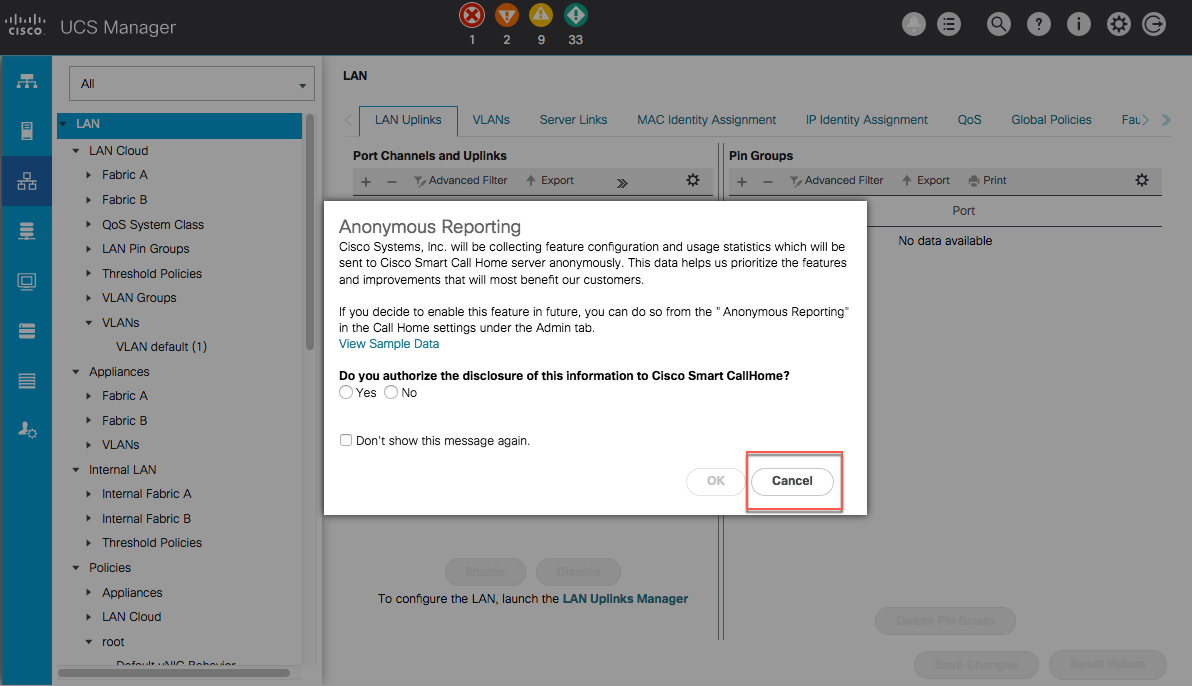 cisco
UCS Manager
1
2
9
33
All
LAN
LAN Cloud
Fabric A
Fabric B
QoS System Class
LAN Pin Groups
Threshold Policies
VLAN Groups
VLANs
VLAN default (1)
Appliances
Fabric A
Fabric B
VLANs
Internal LAN
Internal Fabric A
Internal Fabric B
Threshold Policies
Policies
Appliances
LAN Cloud
root
Default vNIC Behavior
LAN
LAN Uplinks
VLANs
Server Links
MAC Identity Assignment
IP Identity Assignment
QoS
Global Policies
Fau
Port Channels and Uplinks
Advanced Filter
Export
Pin Groups
Advanced Filter
Export
Print
Port
No data available
Anonymous Reporting
Cisco Systems, Inc. will be collecting feature configuration and usage statistics which will be
sent to Cisco Smart Call Home server anonymously. This data helps us prioritize the features
and improvements that will most benefit our customers.
If you decide to enable this feature in future, you can do so from the " Anonymous Reporting"
in the Call Home settings under the Admin tab.
View Sample Data
Do you authorize the disclosure of this information to Cisco Smart CallHome?
Yes
No
Don't show this message again.
OK
Cancel
Enable
Disable
To configure the LAN, launch the LAN Uplinks Manager
Delete Pin Group
Save Changes
Reset Values